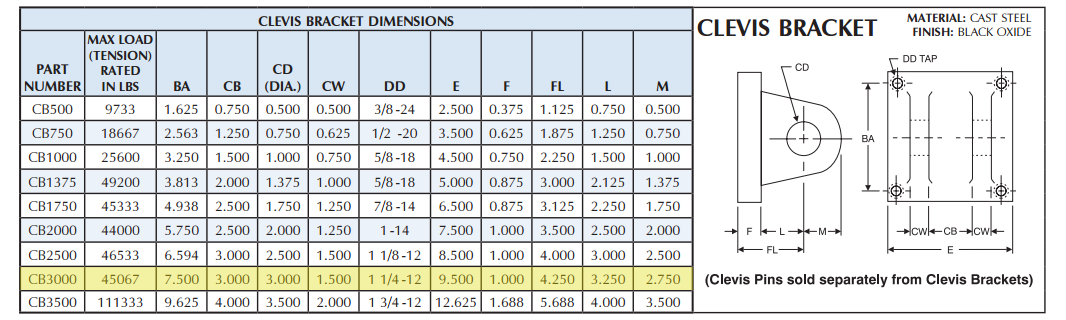 CLEVIS BRACKET DIMENSIONS
PART NUMBER MAX LOAD (TENSION) RATED IN LBS BA CB CD (DIA.) CW DD E F FL L M
CB500 9733 1.625 0.750 0.500 0.500 3/8 -24 2.500 0.375 1.125 0.750 0.500
CB750 18667 2.563 1.250 0.750 0.625 1/2 -20 3.500 0.625 1.875 1.250 0.750
CB1000 25600 3.250 1.500 1.000 0.750 5/8 -18 4.500 0.750 2.250 1.500 1.000
CB1375 49200 3.813 2.000 1.375 1.000 5/8 -18 5.000 0.875 3.000 2.125 1.375
CB1750 45333 4.938 2.500 1.750 1.250 7/8 -14 6.500 0.875 3.125 2.250 1.750
CB2000 44000 5.750 2.500 2.000 1.250 1 -14 7.500 1.000 3.500 2.500 2.000
CB2500 46533 6.594 3.000 2.500 1.500 1 1/8 -12 8.500 1.000 4.000 3.000 2.500
CB3000 45067 7.500 3.000 3.000 1.500 1 1/4 -12 9.500 1.000 4.250 3.250 2.750
CB3500 111333 9.625 4.000 3.500 2.000 1 3/4 -12 12.625 1.688 5.688 4.000 3.500
CLEVIS BRACKET
MATERIAL: CAST STEEL
FINISH: BLACK OXIDE
CD
DD TAP
BA
F L M
FL
CW CB CW
E
(Clevis Pins sold separately from Clevis Brackets)